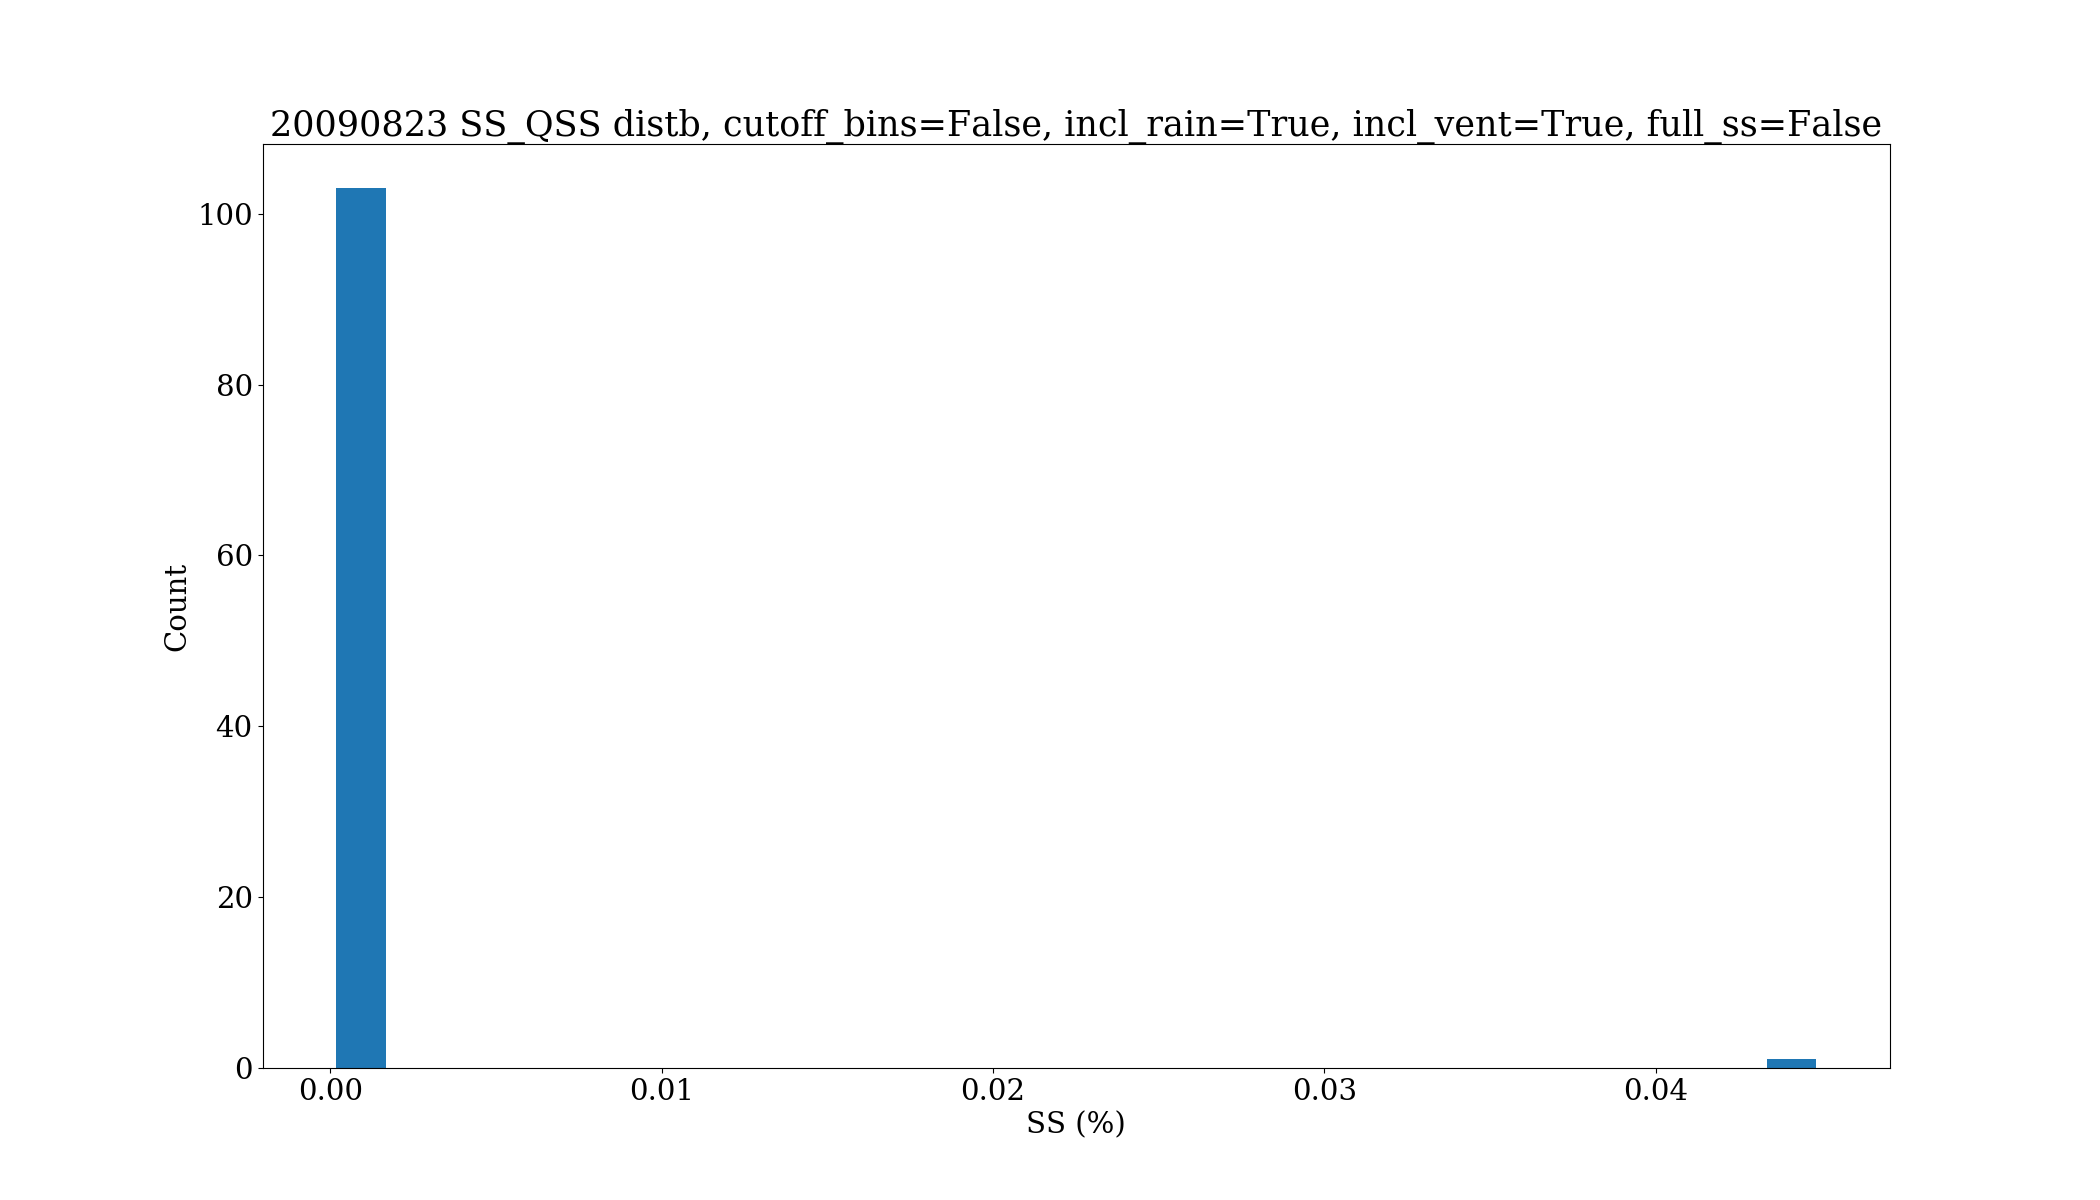 20090823 SS_QSS distb, cutoff_bins=False, incl_rain=True, incl_vent=True, full_ss=False
100
80
60
40
20
0
Count
0.00 0.01 0.02 0.03 0.04
SS (%)